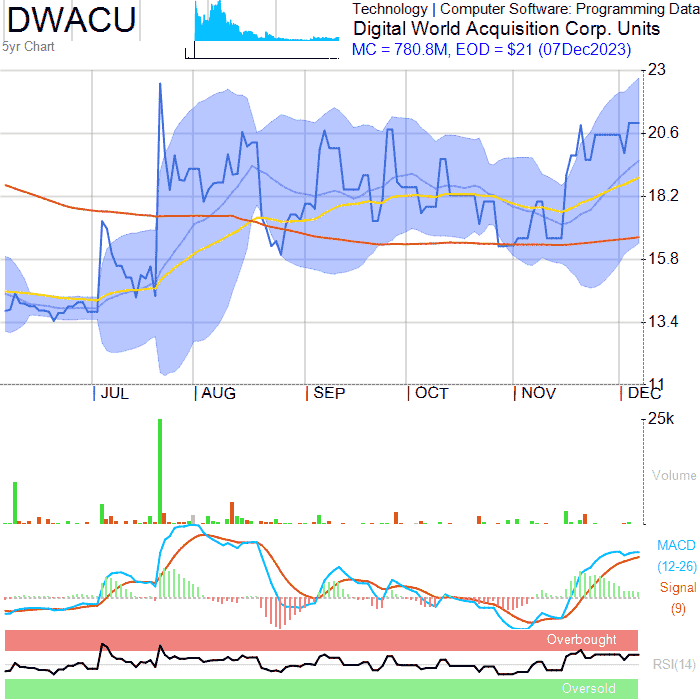 DWACU
5yr Chart
Technology | Computer Software: Programming Data
Digital World Acquisition Corp. Units
MC = 780.8M, EOD = $21 (07Dec2023)
23
20.6
18.2
15.8
13.4
11
JUL AUG SEP OCT NOV DEC
25k
Volume
MACD
(12-26)
Signal
(9)
Overbought
RSI(14)
Oversold